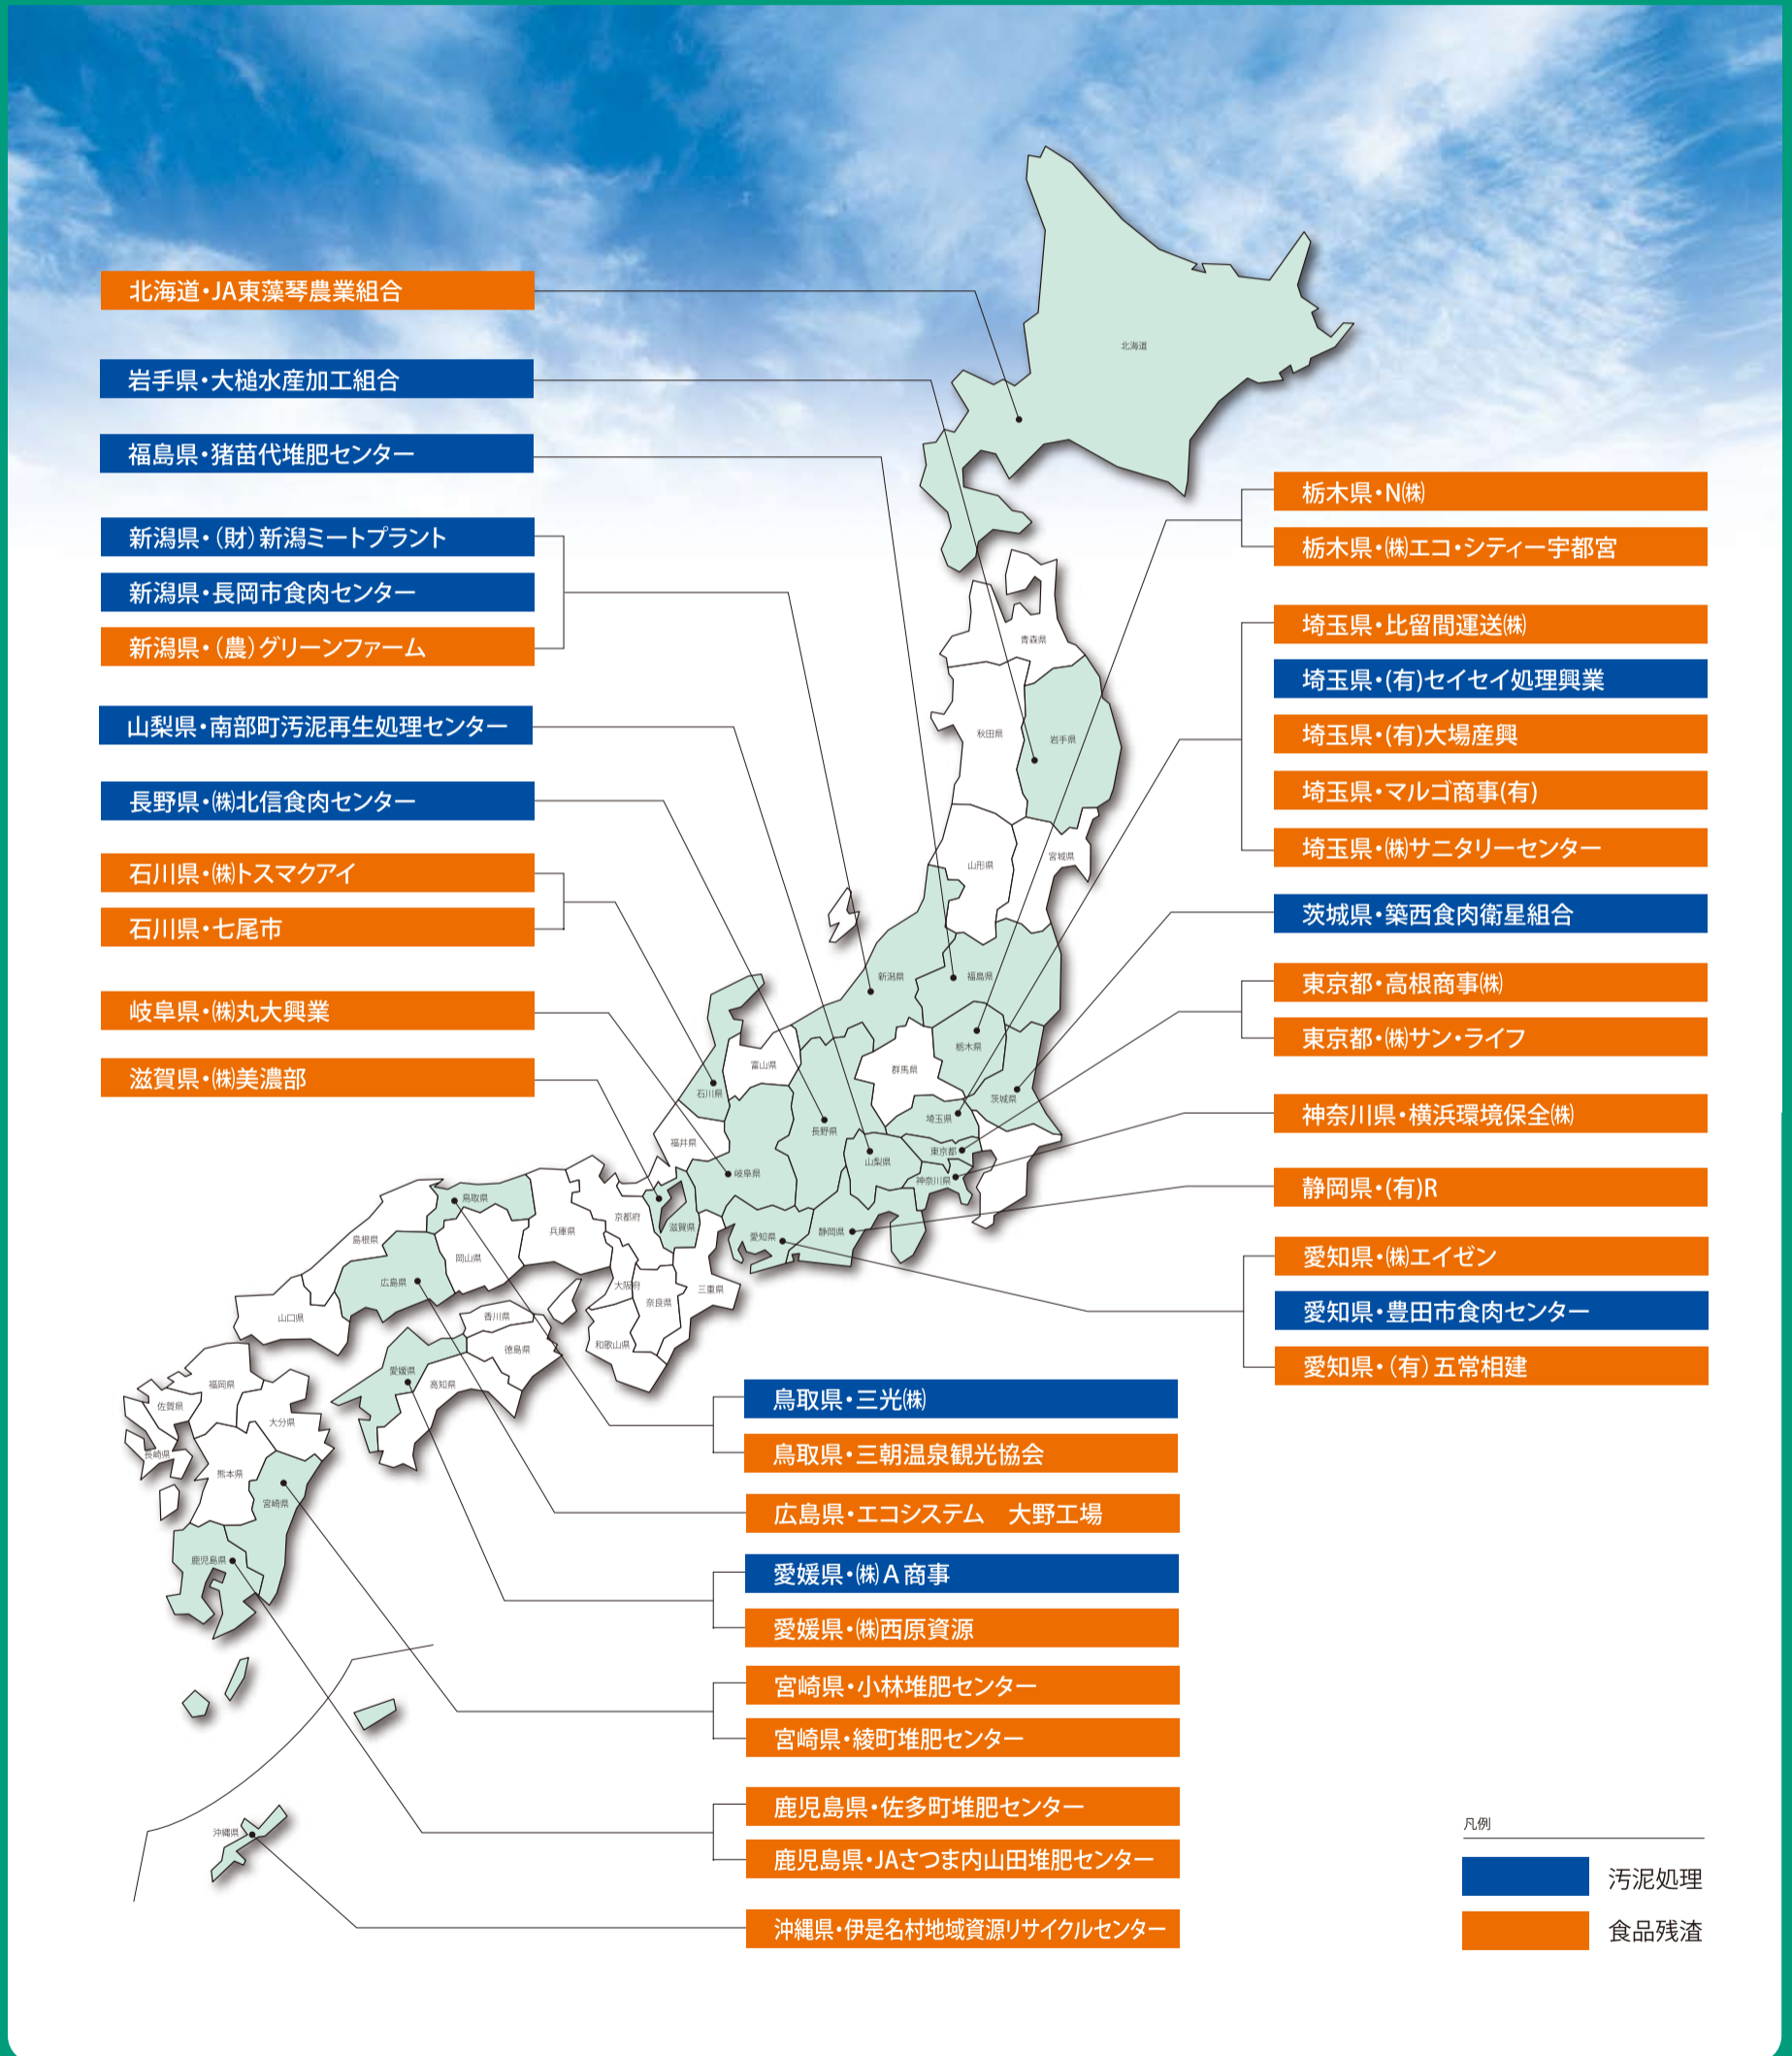 北海道・JA東藻琴農業組合
岩手県・大槌水産加工組合
福島県・猪苗代堆肥センター
新潟県・(財)新潟ミートプラント
新潟県・長岡市食肉センター
新潟県・(農)グリーンファーム
山梨県・南部町汚泥再生処理センター
長野県・㈱北信食肉センター
石川県・㈱トスマクアイ
石川県・七尾市
岐阜県・㈱丸大興業
滋賀県・㈱美濃部
栃木県・N㈱
栃木県・㈱エコ・シティー宇都宮
埼玉県・比留間運送㈱
埼玉県・(有)セイセイ処理興業
埼玉県・(有)大場産興
埼玉県・マルゴ商事(有)
埼玉県・㈱サニタリーセンター
茨城県・築西食肉衛星組合
東京都・高根商事㈱
東京都・㈱サン・ライフ
神奈川県・横浜環境保全㈱
静岡県・(有)R
愛知県・㈱エイゼン
愛知県・豊田市食肉センター
愛知県・(有)五常相建
鳥取県・三光㈱
鳥取県・三朝温泉観光協会
広島県・エコシステム　大野工場
愛媛県・㈱A商事
愛媛県・㈱西原資源
宮崎県・小林堆肥センター
宮崎県・綾町堆肥センター
鹿児島県・佐多町堆肥センター
鹿児島県・JAさつま内山田堆肥センター
沖縄県・伊是名村地域資源リサイクルセンター
北海道
青森県
秋田県
岩手県
山形県
宮城県
新潟県
福島県
栃木県
群馬県
茨城県
埼玉県
東京都
神奈川県
山梨県
長野県
富山県
石川県
福井県
岐阜県
静岡県
愛知県
滋賀県
三重県
京都府
大阪府
奈良県
和歌山県
兵庫県
鳥取県
岡山県
島根県
広島県
山口県
香川県
徳島県
愛媛県
高知県
福岡県
佐賀県
長崎県
大分県
熊本県
宮崎県
鹿児島県
沖縄県
凡例
汚泥処理
食品残渣